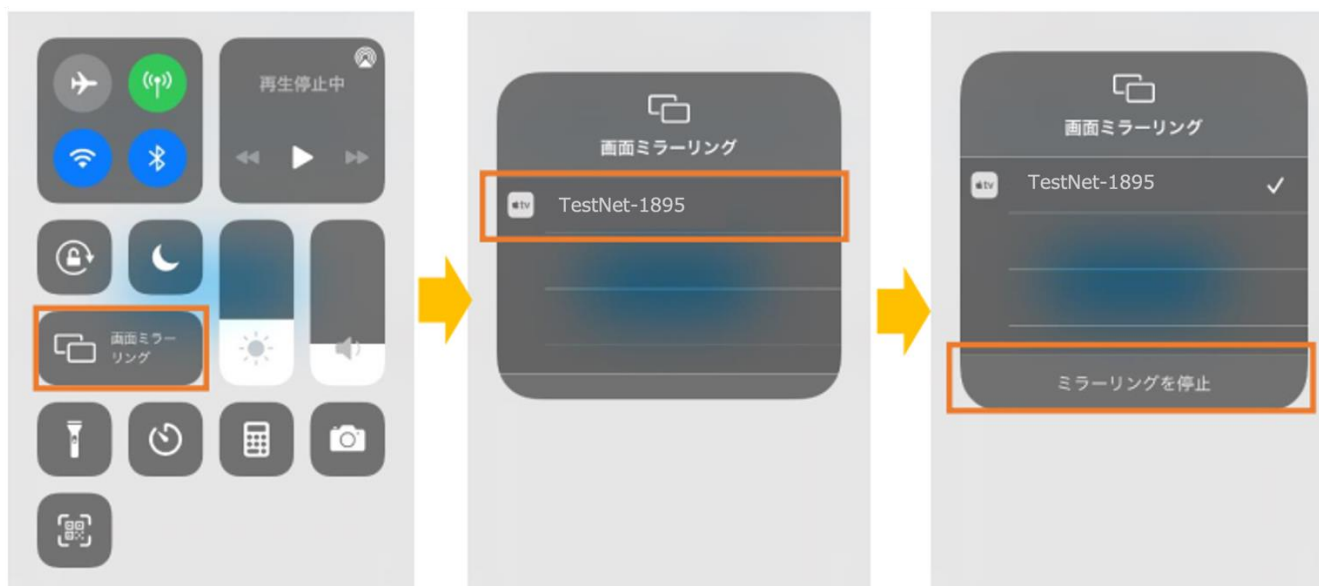 再生停止中
画面ミラー
リング
画面ミラーリング
tv TestNet-1895
画面ミラーリング
tv TestNet-1895
ミラーリングを停止